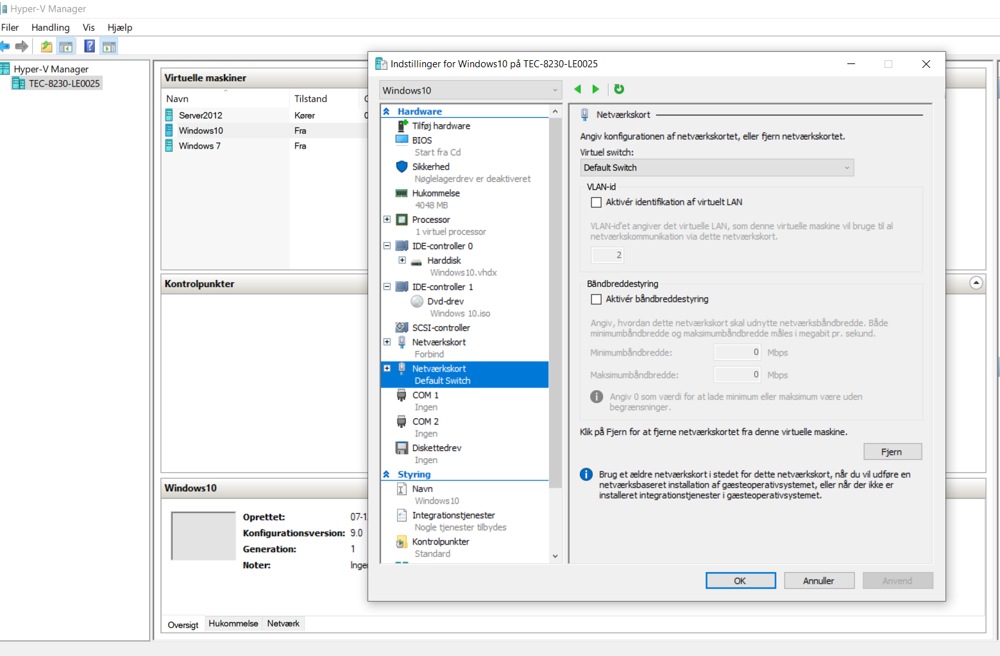 Hyper-V Manager
Filer Handling Vis Hjælp
Hyper-V Manager
TEC-8230-LE0025
Virtuelle maskiner
Navn Tilstand
Server2012 Kører
Windows10 Fra
Windows 7 Fra
Kontrolpunkter
Windows10
Oprettet: 07-1
Konfigurationsversion: 9.0
Generation: 1
Noter: Inge
Oversigt Hukommelse Netværk
Indstillinger for Windows10 på TEC-8230-LE0025
Windows10
Hardware
Tilføj hardware
BIOS
Start fra Cd
Sikkerhed
Nøglelagerdrev er deaktiveret
Hukommelse
4048 MB
Processor
1 virtuel processor
IDE-controller 0
Harddisk
Windows10.vhdx
IDE-controller 1
Dvd-drev
Windows 10.iso
SCSI-controller
Netværkskort
Forbind
Netværkskort
Default Switch
COM 1
Ingen
COM 2
Ingen
Diskettedrev
Ingen
Styring
Navn
Windows10
Integrationstjenester
Nogle tjenester tilbydes
Kontrolpunkter
Standard
Netværkskort
Angiv konfigurationen af netværkskortet, eller fjern netværkskortet.
Virtuel switch:
Default Switch
VLAN-id
Aktivér identifikation af virtuelt LAN
VLAN-id'et angiver det virtuelle LAN, som denne virtuelle maskine vil bruge til al
netværkskommunikation via dette netværkskort.
2
Båndbreddestyring
Aktivér båndbreddestyring
Angiv, hvordan dette netværkskort skal udnytte netværksbåndbredde. Både
minimumbåndbredde og maksimumbåndbredde måles i megabit pr. sekund.
Minimumbåndbredde: 0 Mbps
Maksimumbåndbredde: 0 Mbps
Angiv 0 som værdi for at lade minimum eller maksimum være uden
begrænsninger.
Klik på Fjern for at fjerne netværkskortet fra denne virtuelle maskine.
Fjern
Brug et ældre netværkskort i stedet for dette netværkskort, når du vil udføre en
netværksbaseret installation af gæsteoperativsystemet, eller når der ikke er
installeret integrationstjenester i gæsteoperativsystemet.
OK Annuller Anvend